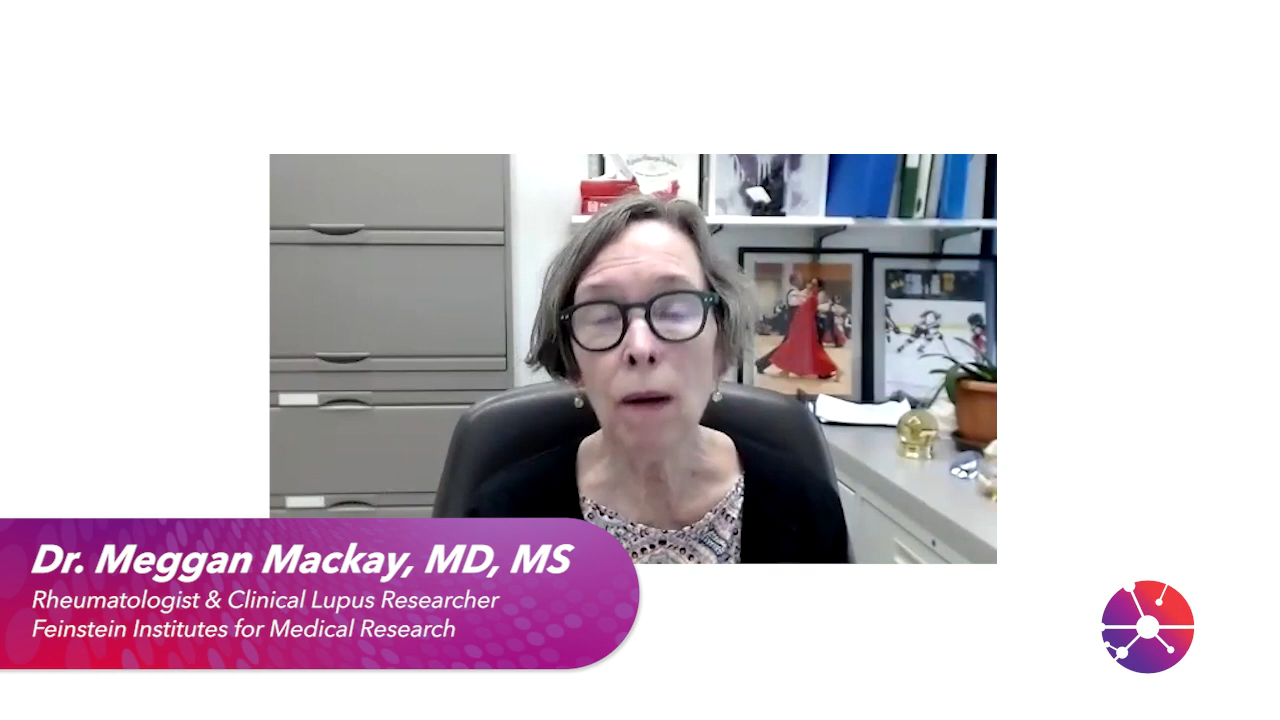 Dr. Meggan Mackay, MD, MS
Rheumatologist & Clinical Lupus Researcher
Feinstein Institutes for Medical Research